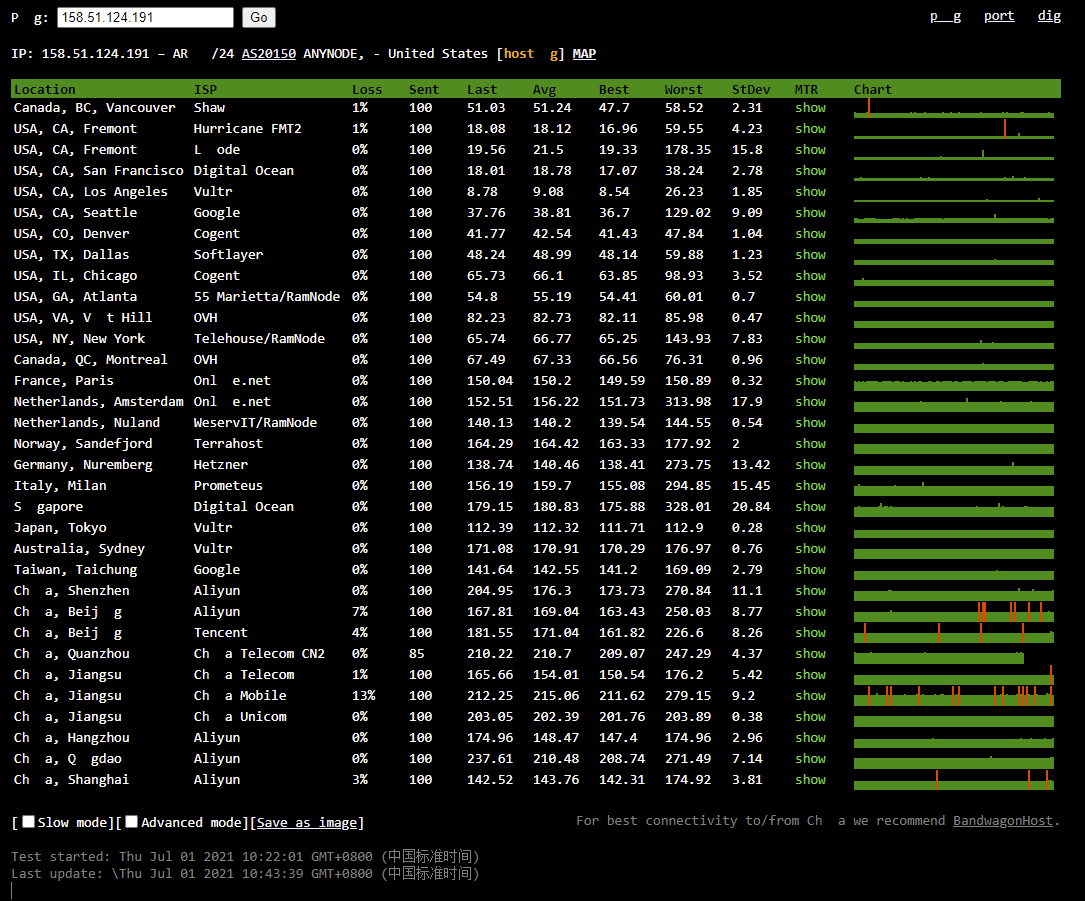 P  g: 158.51.124.191 Go p  g port dig
IP: 158.51.124.191 – AR  /24 AS20150 ANYNODE, - United States [host  g] MAP
Location ISP Loss Sent Last Avg Best Worst StDev MTR Chart
Canada, BC, Vancouver Shaw 1% 100 51.03 51.24 47.7 58.52 2.31 show
USA, CA, Fremont Hurricane FMT2 1% 100 18.08 18.12 16.96 59.55 4.23 show
USA, CA, Fremont L  ode 0% 100 19.56 21.5 19.33 178.35 15.8 show
USA, CA, San Francisco Digital Ocean 0% 100 18.01 18.78 17.07 38.24 2.78 show
USA, CA, Los Angeles Vultr 0% 100 8.78 9.08 8.54 26.23 1.85 show
USA, CA, Seattle Google 0% 100 37.76 38.81 36.7 129.02 9.09 show
USA, CO, Denver Cogent 0% 100 41.77 42.54 41.43 47.84 1.04 show
USA, TX, Dallas Softlayer 0% 100 48.24 48.99 48.14 59.88 1.23 show
USA, IL, Chicago Cogent 0% 100 65.73 66.1 63.85 98.93 3.52 show
USA, GA, Atlanta 55 Marietta/RamNode 0% 100 54.8 55.19 54.41 60.01 0.7 show
USA, VA, V  t Hill OVH 0% 100 82.23 82.73 82.11 85.98 0.47 show
USA, NY, New York Telehouse/RamNode 0% 100 65.74 66.77 65.25 143.93 7.83 show
Canada, QC, Montreal OVH 0% 100 67.49 67.33 66.56 76.31 0.96 show
France, Paris Onl  e.net 0% 100 150.04 150.2 149.59 150.89 0.32 show
Netherlands, Amsterdam Onl  e.net 0% 100 152.51 156.22 151.73 313.98 17.9 show
Netherlands, Nuland WeservIT/RamNode 0% 100 140.13 140.2 139.54 144.55 0.54 show
Norway, Sandefjord Terrahost 0% 100 164.29 164.42 163.33 177.92 2 show
Germany, Nuremberg Hetzner 0% 100 138.74 140.46 138.41 273.75 13.42 show
Italy, Milan Prometeus 0% 100 156.19 159.7 155.08 294.85 15.45 show
S  gapore Digital Ocean 0% 100 179.15 180.83 175.88 328.01 20.84 show
Japan, Tokyo Vultr 0% 100 112.39 112.32 111.71 112.9 0.28 show
Australia, Sydney Vultr 0% 100 171.08 170.91 170.29 176.97 0.76 show
Taiwan, Taichung Google 0% 100 141.64 142.55 141.2 169.09 2.79 show
Ch  a, Shenzhen Aliyun 0% 100 204.95 176.3 173.73 270.84 11.1 show
Ch  a, Beij  g Aliyun 7% 100 167.81 169.04 163.43 250.03 8.77 show
Ch  a, Beij  g Tencent 4% 100 181.55 171.04 161.82 226.6 8.26 show
Ch  a, Quanzhou Ch  a Telecom CN2 0% 85 210.22 210.7 209.07 247.29 4.37 show
Ch  a, Jiangsu Ch  a Telecom 1% 100 165.66 154.01 150.54 176.2 5.42 show
Ch  a, Jiangsu Ch  a Mobile 13% 100 212.25 215.06 211.62 279.15 9.2 show
Ch  a, Jiangsu Ch  a Unicom 0% 100 203.05 202.39 201.76 203.89 0.38 show
Ch  a, Hangzhou Aliyun 0% 100 174.96 148.47 147.4 174.96 2.96 show
Ch  a, Q  gdao Aliyun 0% 100 237.61 210.48 208.74 271.49 7.14 show
Ch  a, Shanghai Aliyun 3% 100 142.52 143.76 142.31 174.92 3.81 show
[ Slow mode][ Advanced mode][Save as image] For best connectivity to/from Ch  a we recommend BandwagonHost.
Test started: Thu Jul 01 2021 10:22:01 GMT+0800 (中国标准时间)
Last update: \Thu Jul 01 2021 10:43:39 GMT+0800 (中国标准时间)